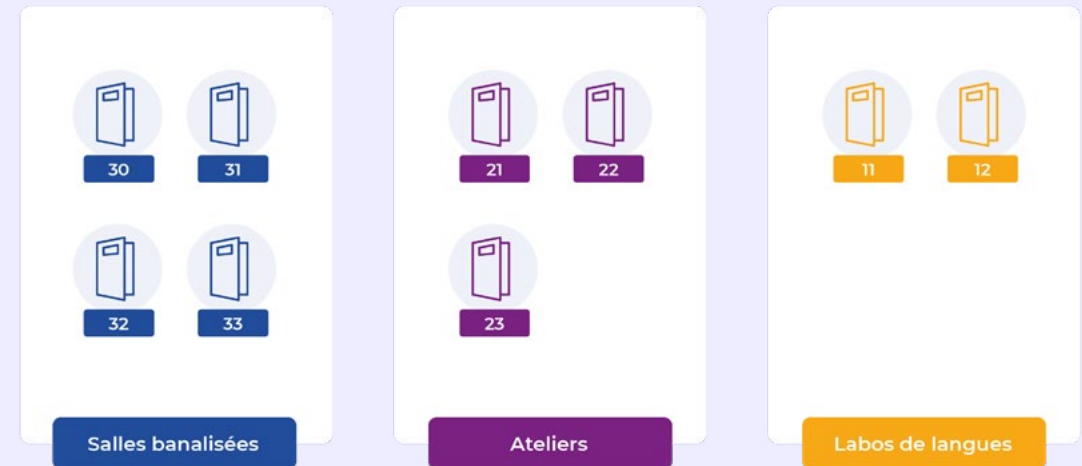 30 31
32 33
Salles banalisées
21 22
23
Ateliers
11 12
Labos de langues